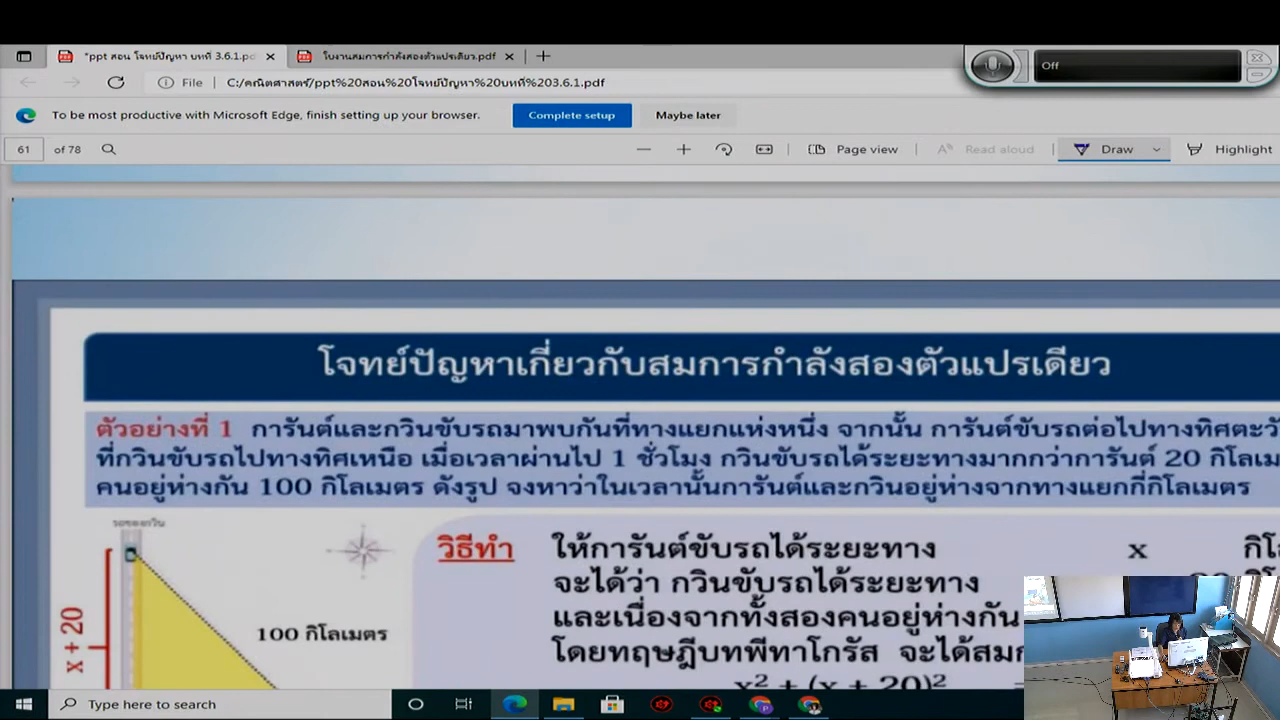 *ppt สอน โจทย์ปัญหา บทที่ 3.6.1.pd
ใบงานสมการกำลังสองตัวแปรเดียว.pdf
Off
File
C:/คณิตศาสตร์/ppt%20สอน%20โจทย์ปัญหา%20บทที่%203.6.1.pdf
To be most productive with Microsoft Edge, finish setting up your browser.
Complete setup
Maybe later
61 of 78
Page view
Read aloud
Draw
Highlight
โจทย์ปัญหาเกี่ยวกับสมการกำลังสองตัวแปรเดียว
ตัวอย่างที่ 1 การันต์และกวินขับรถมาพบกันที่ทางแยกแห่งหนึ่ง จากนั้น การันต์ขับรถต่อไปทางทิศตะวั
ที่กวินขับรถไปทางทิศเหนือ เมื่อเวลาผ่านไป 1 ชั่วโมง กวินขับรถได้ระยะทางมากกว่าการันต์ 20 กิโลเม
คนอยู่ห่างกัน 100 กิโลเมตร ดังรูป จงหาว่าในเวลานั้นการันต์และกวินอยู่ห่างจากทางแยกกี่กิโลเมตร
รถของกวิน
x + 20
100 กิโลเมตร
วิธีทำ ให้การันต์ขับรถได้ระยะทาง x กิโ
จะได้ว่า กวินขับรถได้ระยะทาง
และเนื่องจากทั้งสองคนอยู่ห่างกัน
โดยทฤษฎีบทพีทาโกรัส จะได้สมก
x² + (x + 20)² =
Type here to search